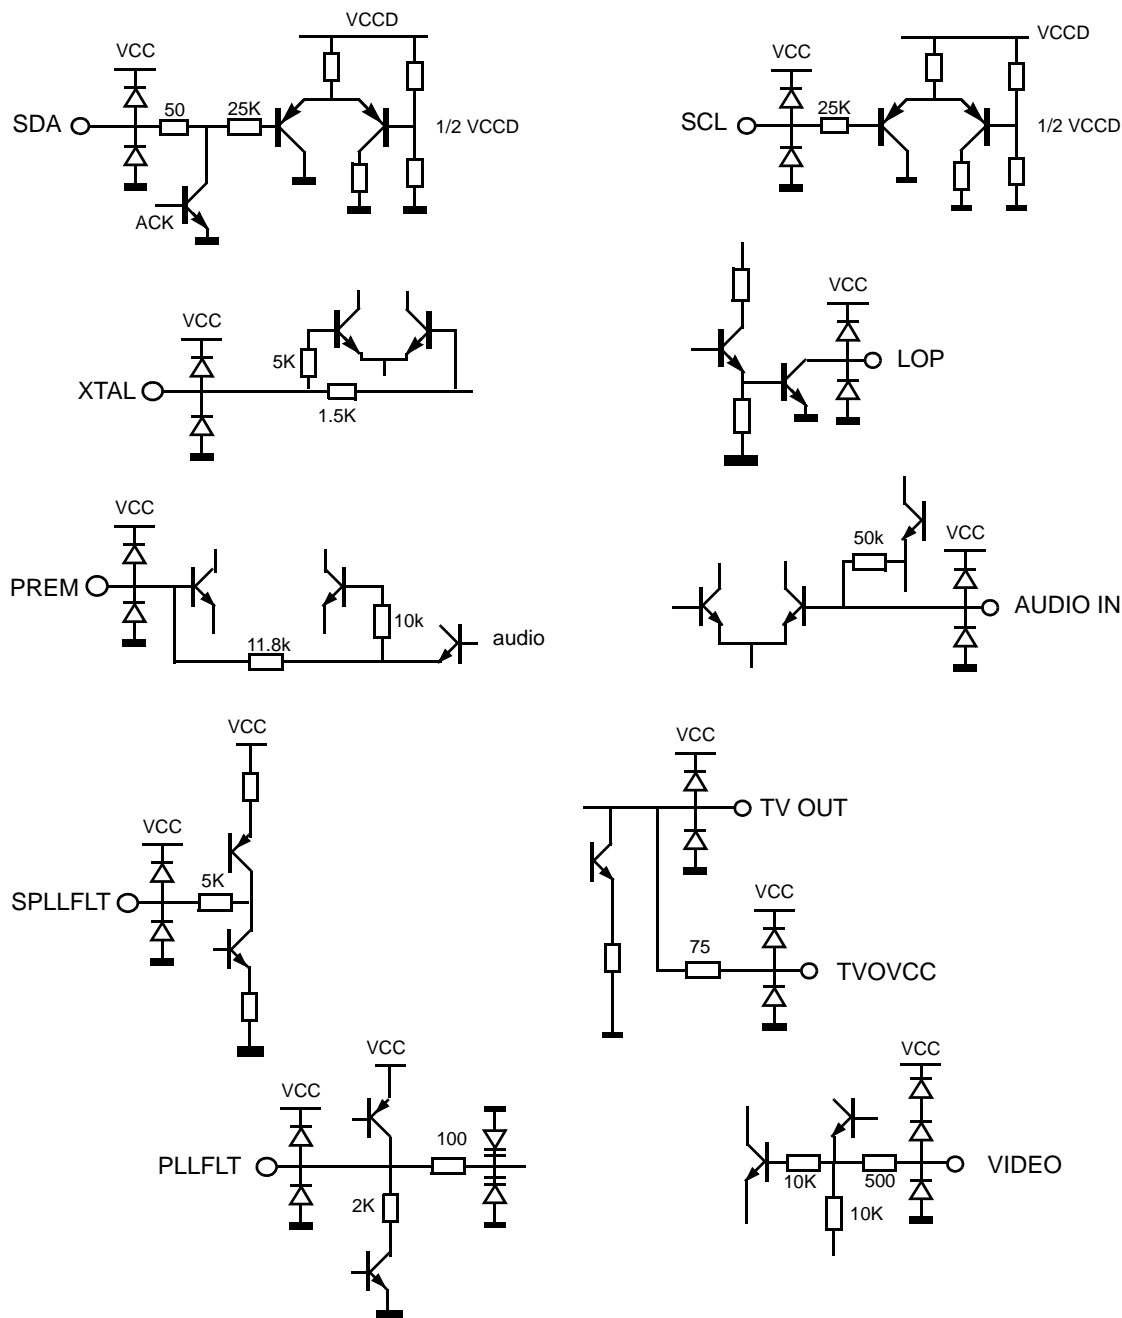 VCCD
VCC
SDA
50
25K
1/2 VCCD
ACK
VCCD
VCC
SCL
25K
1/2 VCCD
VCC
XTAL
5K
1.5K
VCC
LOP
VCC
PREM
11.8k
10k
audio
50k
VCC
AUDIO IN
VCC
VCC
SPLLFLT
5K
VCC
TV OUT
VCC
75
TVOVCC
VCC
VCC
PLLFLT
100
2K
VCC
10K
500
VIDEO
10K